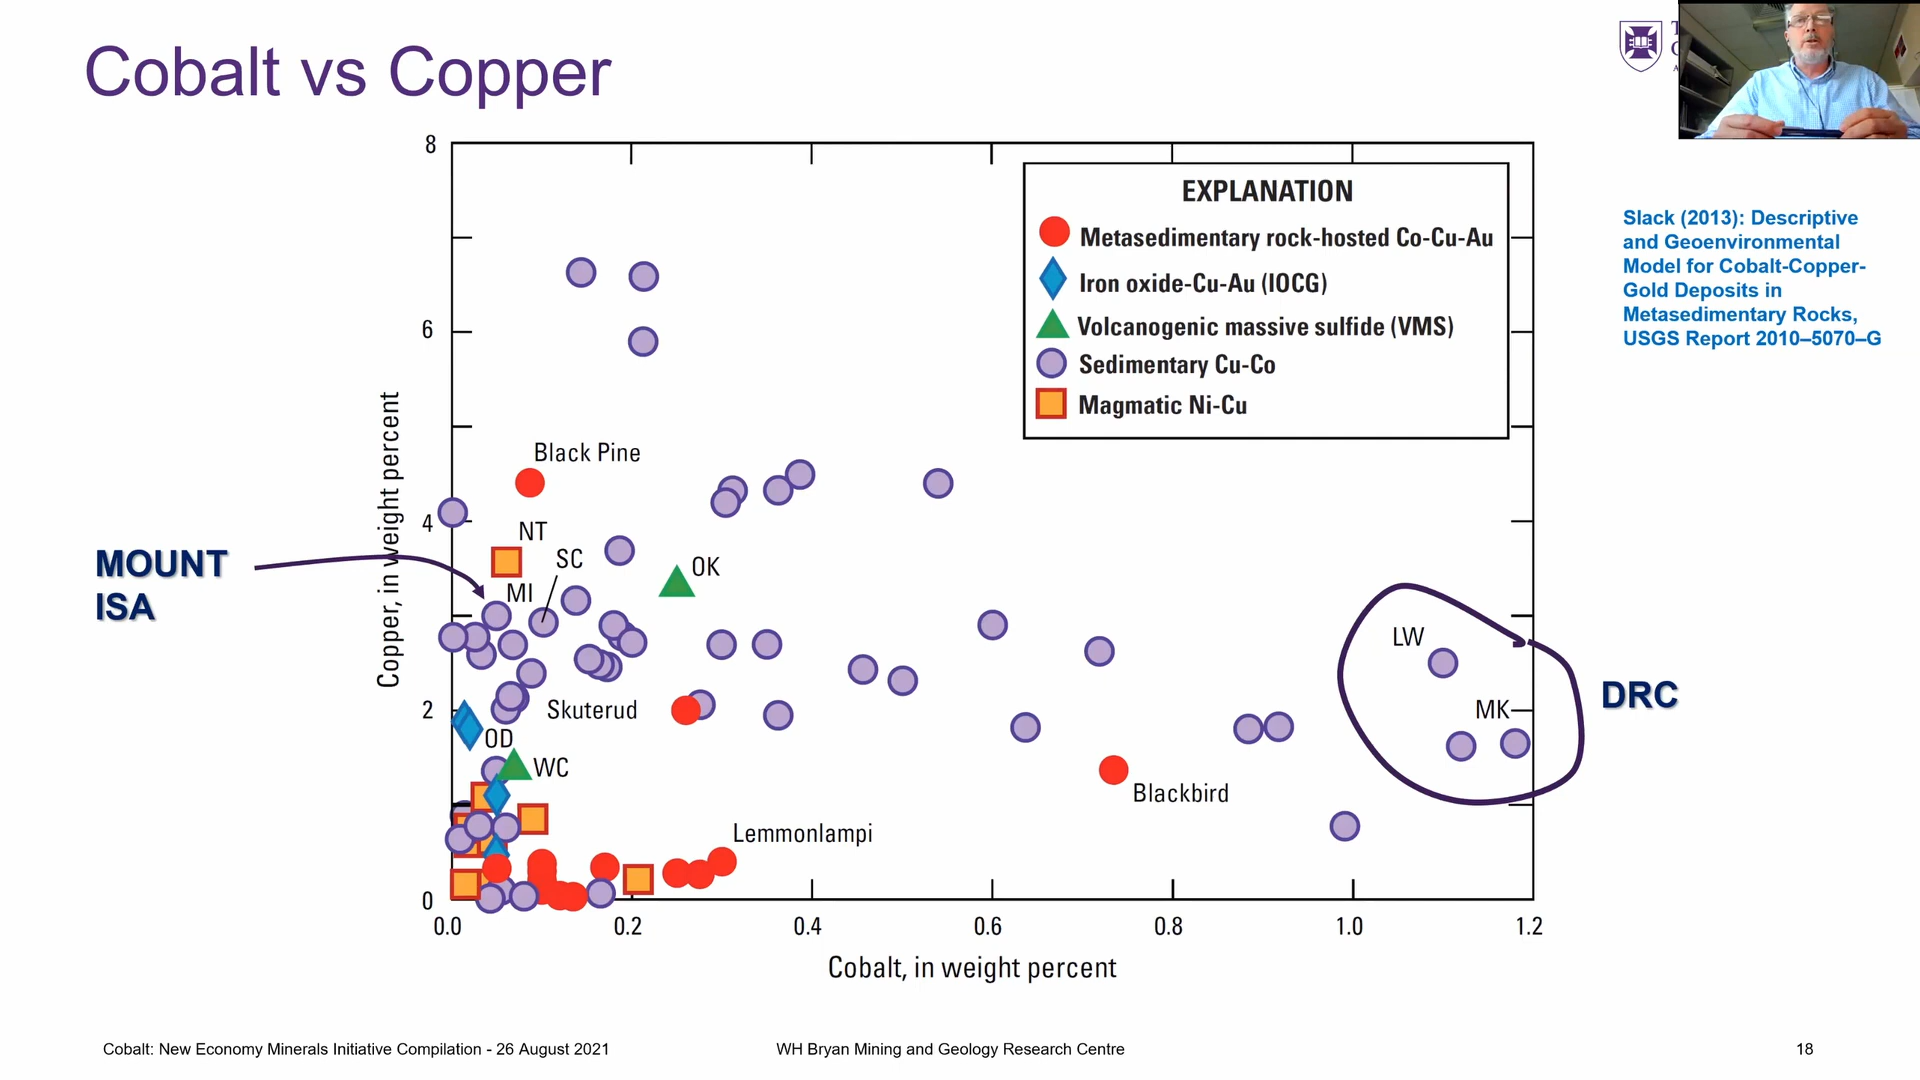 Cobalt vs Copper
EXPLANATION
Metasedimentary rock-hosted Co-Cu-Au
Iron oxide-Cu-Au (IOCG)
Volcanogenic massive sulfide (VMS)
Sedimentary Cu-Co
Magmatic Ni-Cu
Slack (2013): Descriptive
and Geoenvironmental
Model for Cobalt-Copper-
Gold Deposits in
Metasedimentary Rocks,
USGS Report 2010–5070–G
8
6
4
2
0
Copper, in weight percent
MOUNT
ISA
Black Pine
NT
SC
MI
OK
Skuterud
OD
WC
Lemmonlampi
Blackbird
LW
MK
DRC
0.0
0.2
0.4
0.6
0.8
1.0
1.2
Cobalt, in weight percent
Cobalt: New Economy Minerals Initiative Compilation - 26 August 2021
WH Bryan Mining and Geology Research Centre
18